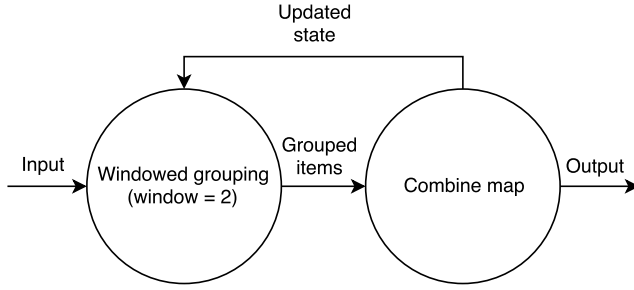 Updated
state
Input
Windowed grouping
(window = 2)
Grouped
items
Combine map
Output